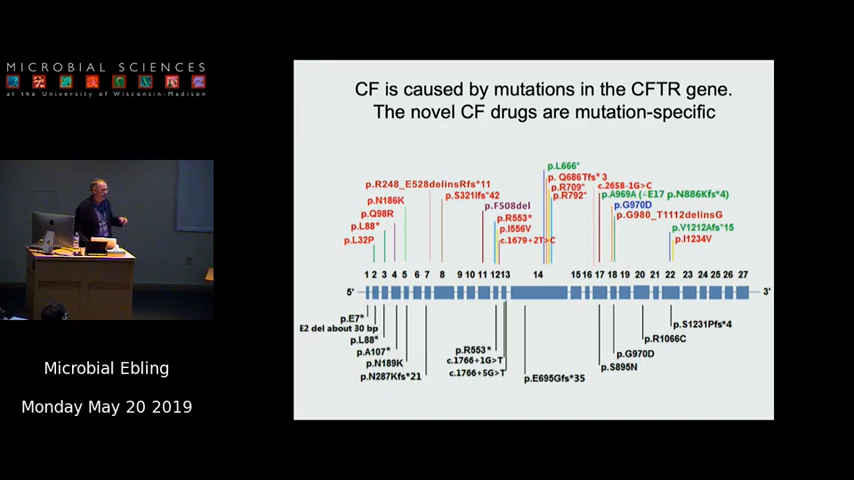 MICROBIAL SCIENCES
at the University of Wisconsin-Madison
Microbial Ebling
Monday May 20 2019
CF is caused by mutations in the CFTR gene.
The novel CF drugs are mutation-specific
p.L666*
p.R248_E528delinsRfs*11
p. Q686Tfs* 3
c.2658-1G>C
p.R709*
p.R792*
p.N186K
p.S321Ifs*42
p.A969A (
E17 p.N886Kfs*4)
p.F508del
p.G970D
p.Q98R
p.R553*
p.G980_T1112delinsG
p.L88*
p.I556V
p.V1212Afs*15
p.L32P
c.1679+2T>C
p.I1234V
1 2 3 4 5 6 7 8 9 10 11 12 13 14 15 16 17 18 19 20 21 22 23 24 25 26 27
5' 3'
p.E7*
E2 del about 30 bp
p.S1231Pfs*4
p.L88*
p.R1066C
p.A107*
p.R553*
p.G970D
p.N189K
c.1766+1G>T
p.S895N
p.N287Kfs*21
c.1766+5G>T
p.E695Gfs*35